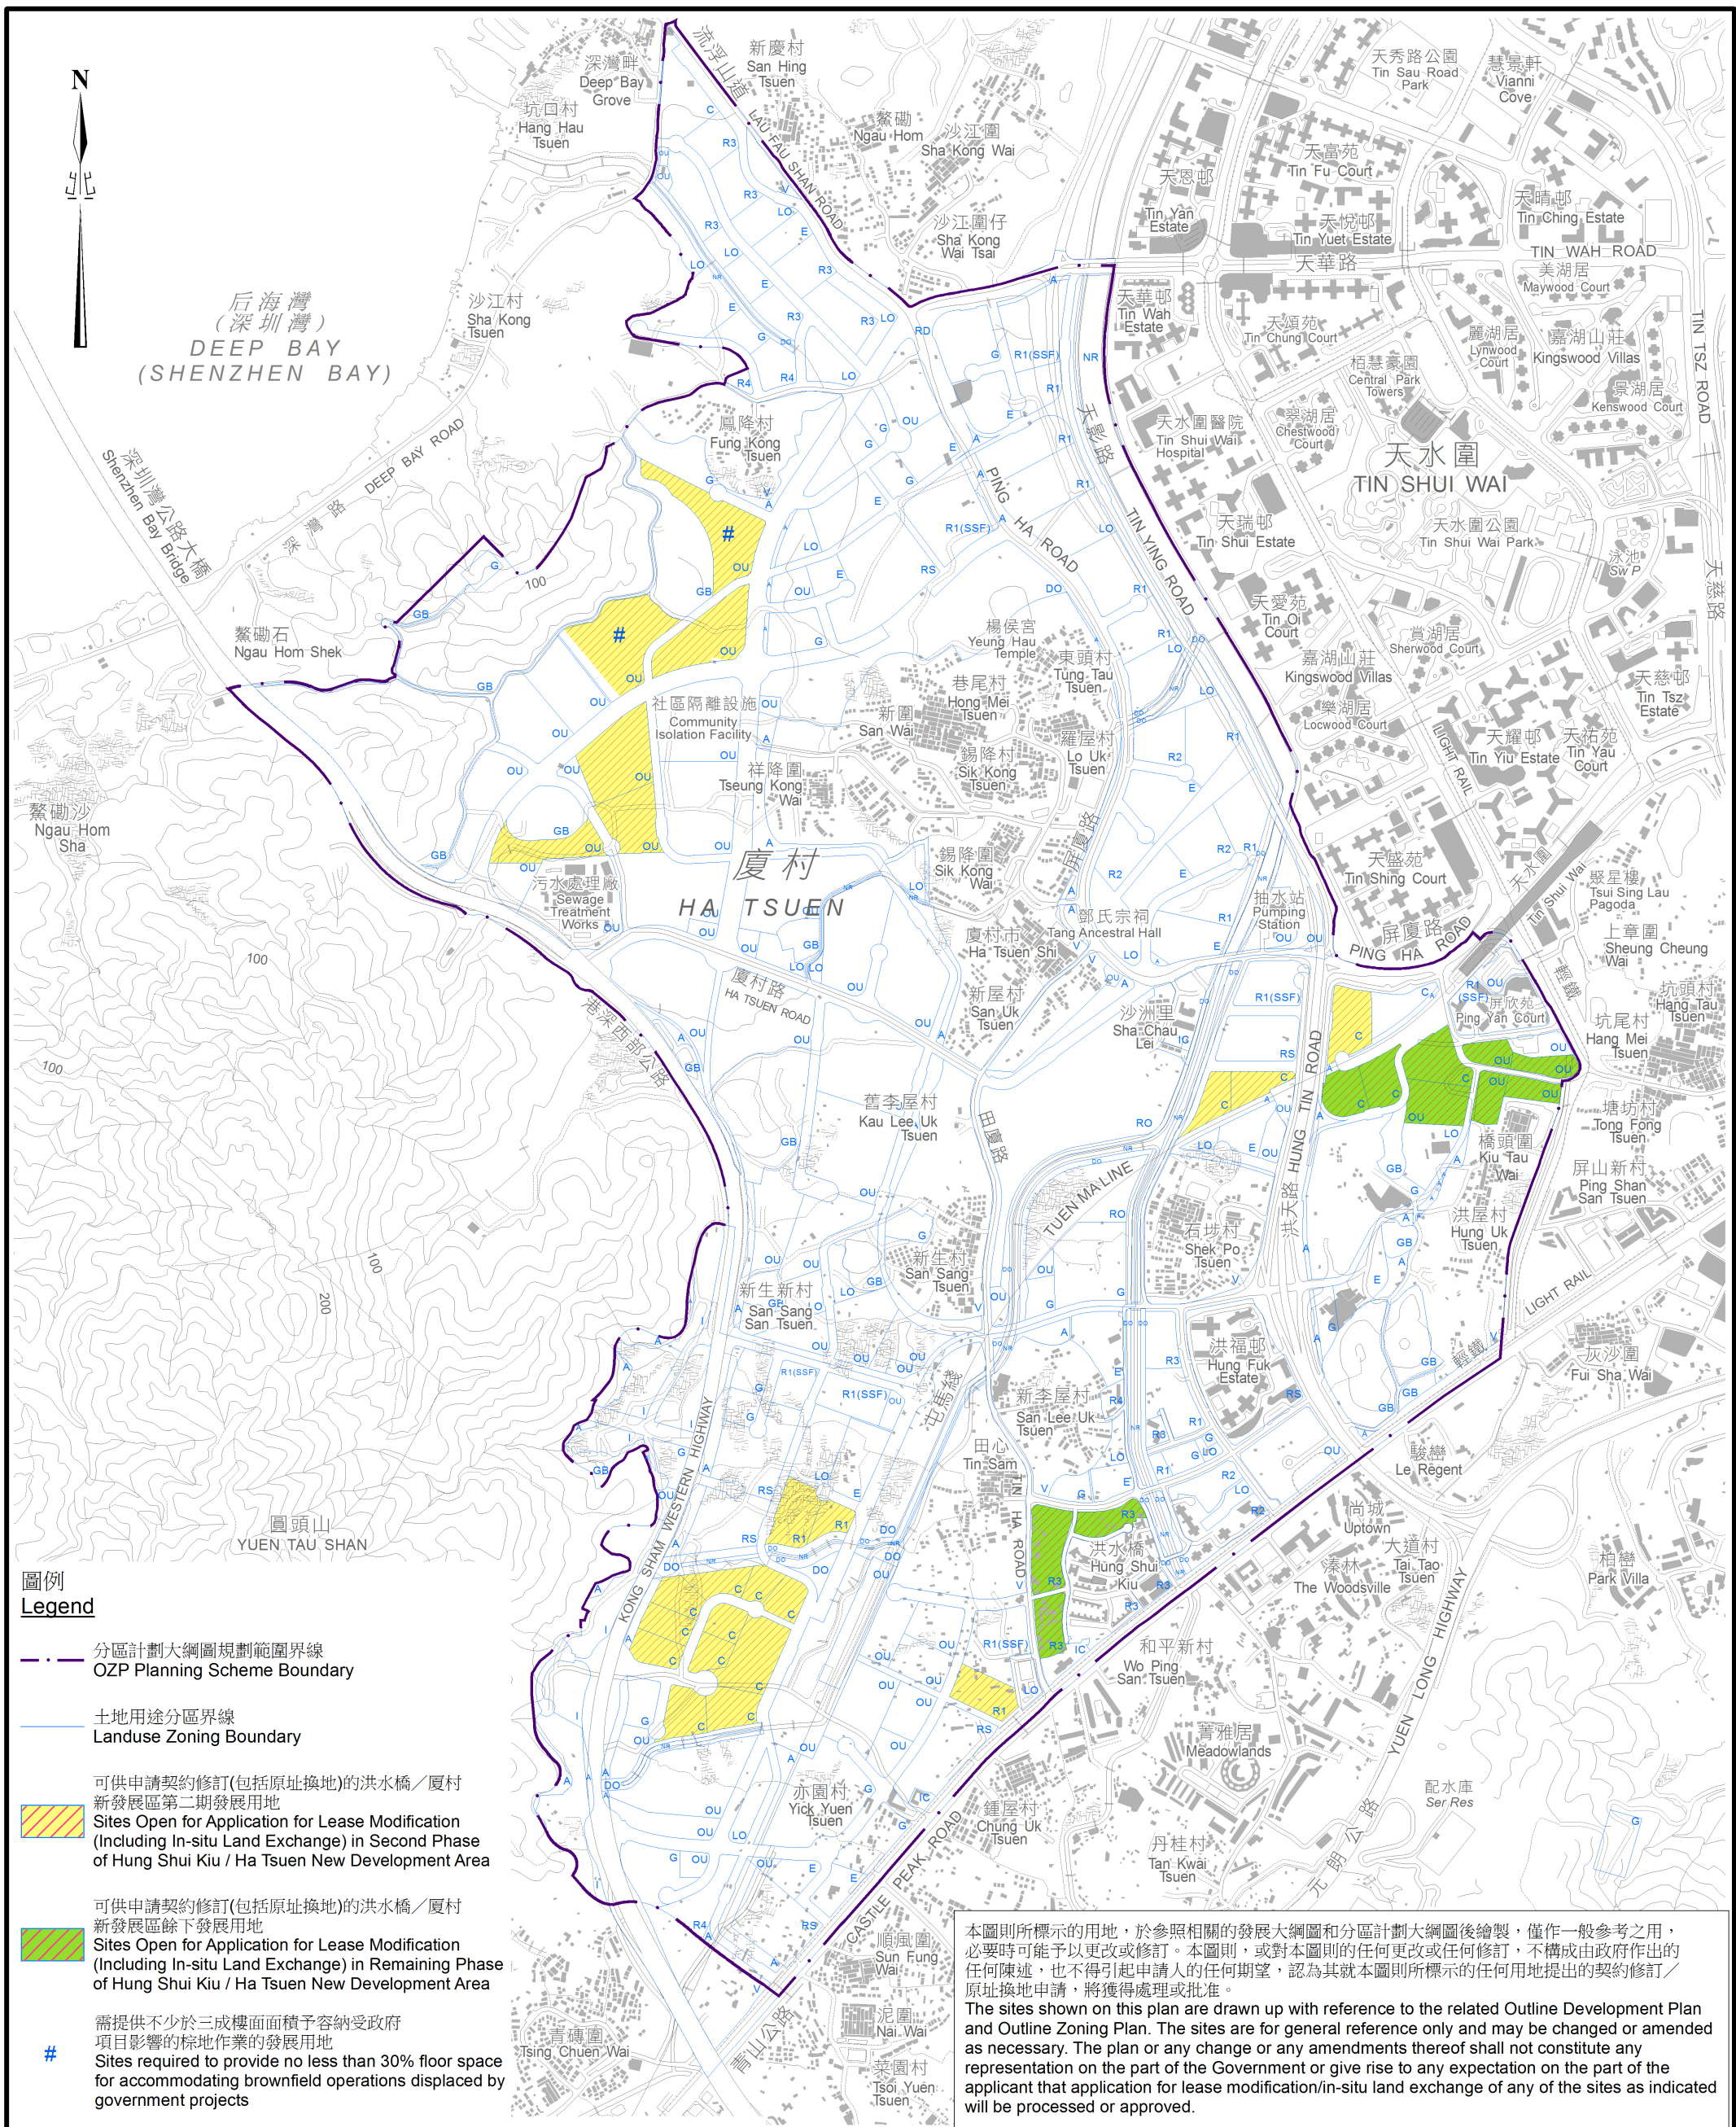 N
北
流浮山道
LAU FAU SHAN ROAD
深灣畔
Deep Bay
Grove
新慶村
San Hing
Tsuen
坑口村
Hang Hau
Tsuen
鰲磡
Ngau Hom
沙江圍
Sha Kong Wai
沙江圍仔
Sha Kong
Wai Tsai
天秀路公園
Tin Sau Road
Park
慧景軒
Vianni
Cove
天富苑
Tin Fu Court
天恩邨
Tin Yan
Estate
天悅邨
Tin Yuet Estate
天晴邨
Tin Ching Estate
天華路
TIN WAH ROAD
美湖居
Maywood Court
天華邨
Tin Wah
Estate
天頌苑
Tin Chung Court
麗湖居
Lynwood
Court
嘉湖山莊
Kingswood Villas
TIN TSZ ROAD
天慈路
栢慧豪園
Central Park
Towers
景湖居
Kenswood Court
翠湖居
Chestwood
Court
天水圍醫院
Tin Shui Wai
Hospital
天水圍
TIN SHUI WAI
天水圍公園
Tin Shui Wai Park
泳池
Sw P
天瑞邨
Tin Shui Estate
天愛苑
Tin Oi
Court
賞湖居
Sherwood Court
嘉湖山莊
Kingswood Villas
樂湖居
Locwood Court
天慈邨
Tin Tsz
Estate
天耀邨
Tin Yiu Estate
天祐苑
Tin Yau
Court
LIGHT RAIL
天盛苑
Tin Shing Court
天水圍
Tin Shui Wai
聚星樓
Tsui Sing Lau
Pagoda
上章圍
Sheung Cheung
Wai
屏廈路
PING HA ROAD
輕鐵
坑頭村
Hang Tau
Tsuen
坑尾村
Hang Mei
Tsuen
屏欣苑
Ping Yan Court
塘坊村
Tong Fong
Tsuen
橋頭圍
Kiu Tau
Wai
屏山新村
Ping Shan
San Tsuen
洪屋村
Hung Uk
Tsuen
LIGHT RAIL
輕鐵
灰沙圍
Fui Sha Wai
后海灣
(深圳灣)
DEEP BAY
(SHENZHEN BAY)
沙江村
Sha Kong
Tsuen
深圳灣公路大橋
Shenzhen Bay Bridge
深灣路
DEEP BAY ROAD
鳳降村
Fung Kong
Tsuen
天影路
TIN YING ROAD
PING HA ROAD
鰲磡石
Ngau Hom Shek
鰲磡沙
Ngau Hom
Sha
社區隔離設施
Community
Isolation Facility
祥降圍
Tseung Kong
Wai
新圍
San Wai
巷尾村
Hong Mei
Tsuen
楊侯宮
Yeung Hau
Temple
東頭村
Tung Tau
Tsuen
羅屋村
Lo Uk
Tsuen
錫降村
Sik Kong
Tsuen
錫降圍
Sik Kong
Wai
屏廈路
廈村
HA TSUEN
污水處理廠
Sewage
Treatment
Works
廈村市
Ha Tsuen Shi
鄧氏宗祠
Tang Ancestral Hall
抽水站
Pumping
Station
新屋村
San Uk
Tsuen
沙洲里
Sha Chau
Lei
廈村路
HA TSUEN ROAD
港深西部公路
舊李屋村
Kau Lee Uk
Tsuen
田廈路
TUEN MA LINE
洪天路 HUNG TIN ROAD
石埗村
Shek Po
Tsuen
新生村
San Sang
Tsuen
新生新村
San Sang
San Tsuen
洪福邨
Hung Fuk
Estate
新李屋村
San Lee Uk
Tsuen
屯馬綫
田心
Tin Sam
TIN HA ROAD
洪水橋
Hung Shui
Kiu
駿巒
Le Regent
尚城
Uptown
溱林
The Woodsville
大道村
Tai Tao
Tsuen
柏巒
Park Villa
KONG SHAM WESTERN HIGHWAY
和平新村
Wo Ping
San Tsuen
菁雅居
Meadowlands
YUEN LONG HIGHWAY
元朗公路
配水庫
Ser Res
丹桂村
Tan Kwai
Tsuen
鍾屋村
Chung Uk
Tsuen
亦園村
Yick Yuen
Tsuen
CASTLE PEAK ROAD
青山公路
順風圍
Sun Fung
Wai
泥圍
Nai Wai
菜園村
Tsoi Yuen
Tsuen
青磚圍
Tsing Chuen Wai
圓頭山
YUEN TAU SHAN
100
100
100
100
200
圖例
Legend
分區計劃大綱圖規劃範圍界線
OZP Planning Scheme Boundary
土地用途分區界線
Landuse Zoning Boundary
可供申請契約修訂(包括原址換地)的洪水橋╱厦村
新發展區第二期發展用地
Sites Open for Application for Lease Modification
(Including In-situ Land Exchange) in Second Phase
of Hung Shui Kiu / Ha Tsuen New Development Area
可供申請契約修訂(包括原址換地)的洪水橋╱厦村
新發展區餘下發展用地
Sites Open for Application for Lease Modification
(Including In-situ Land Exchange) in Remaining Phase
of Hung Shui Kiu / Ha Tsuen New Development Area
#
需提供不少於三成樓面面積予容納受政府
項目影響的棕地作業的發展用地
Sites required to provide no less than 30% floor space
for accommodating brownfield operations displaced by
government projects
本圖則所標示的用地，於參照相關的發展大綱圖和分區計劃大綱圖後繪製，僅作一般參考之用，
必要時可能予以更改或修訂。本圖則，或對本圖則的任何更改或任何修訂，不構成由政府作出的
任何陳述，也不得引起申請人的任何期望，認為其就本圖則所標示的任何用地提出的契約修訂╱
原址換地申請，將獲得處理或批准。
The sites shown on this plan are drawn up with reference to the related Outline Development Plan
and Outline Zoning Plan. The sites are for general reference only and may be changed or amended
as necessary. The plan or any change or any amendments thereof shall not constitute any
representation on the part of the Government or give rise to any expectation on the part of the
applicant that application for lease modification/in-situ land exchange of any of the sites as indicated
will be processed or approved.